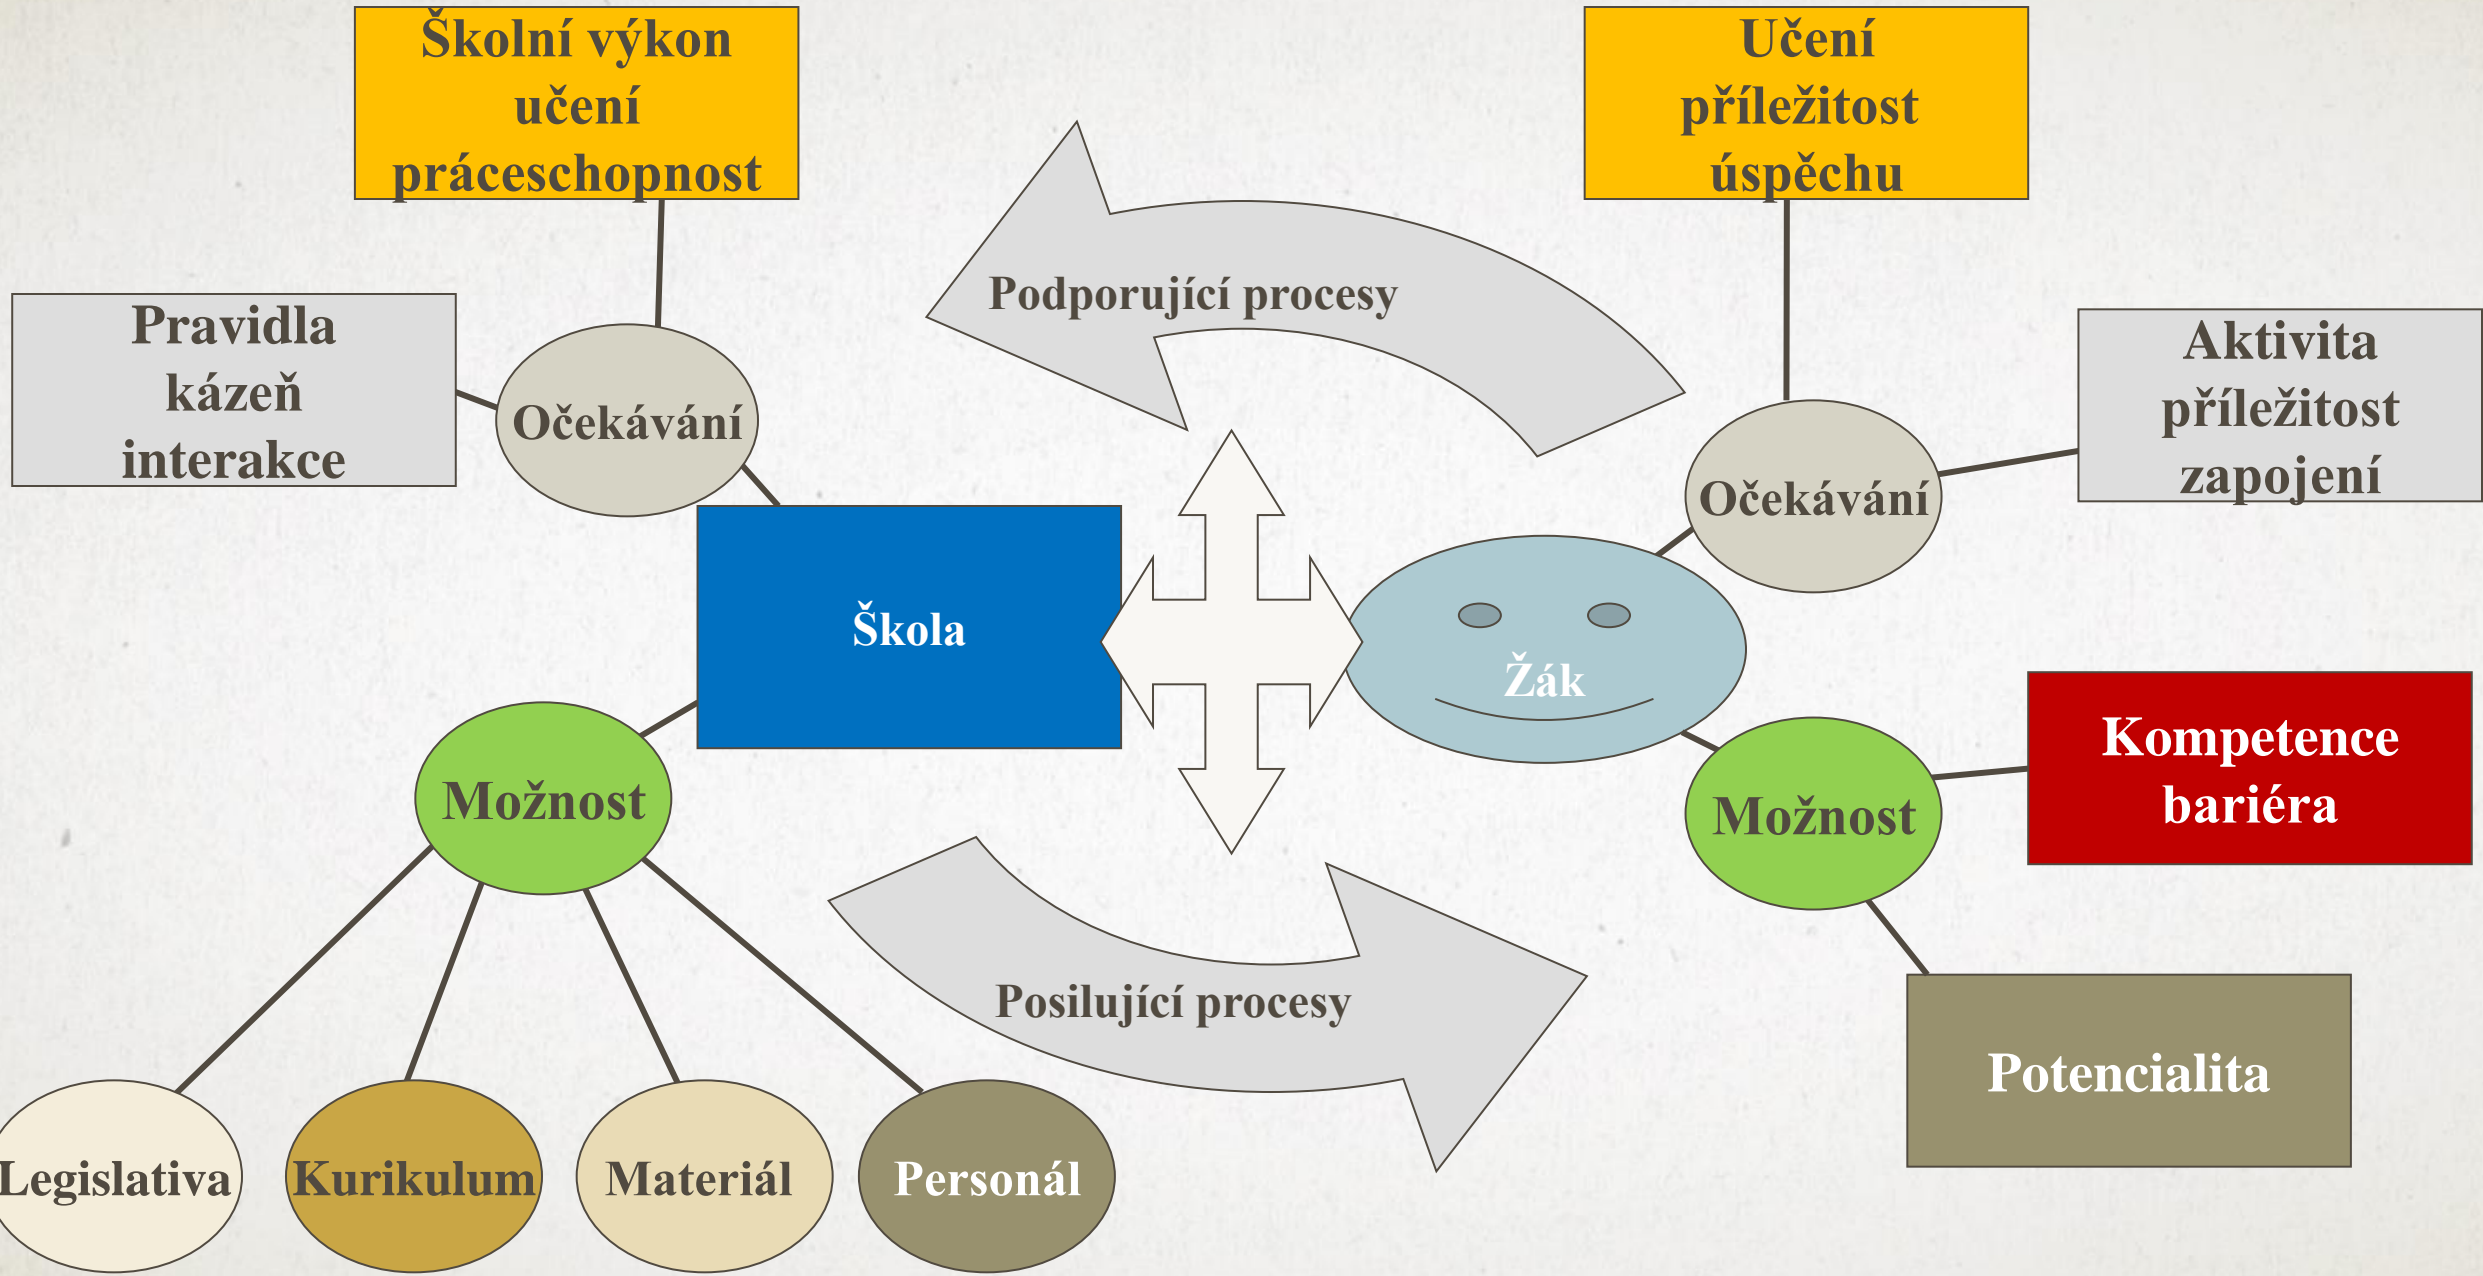 Školní výkon
učení
práceschopnost
Učení
příležitost
úspěchu
Podporující procesy
Pravidla
kázeň
interakce
Očekávání
Aktivita
příležitost
zapojení
Očekávání
Škola
Žák
Kompetence
bariéra
Možnost
Možnost
Posilující procesy
Potencialita
Legislativa
Kurikulum
Materiál
Personál